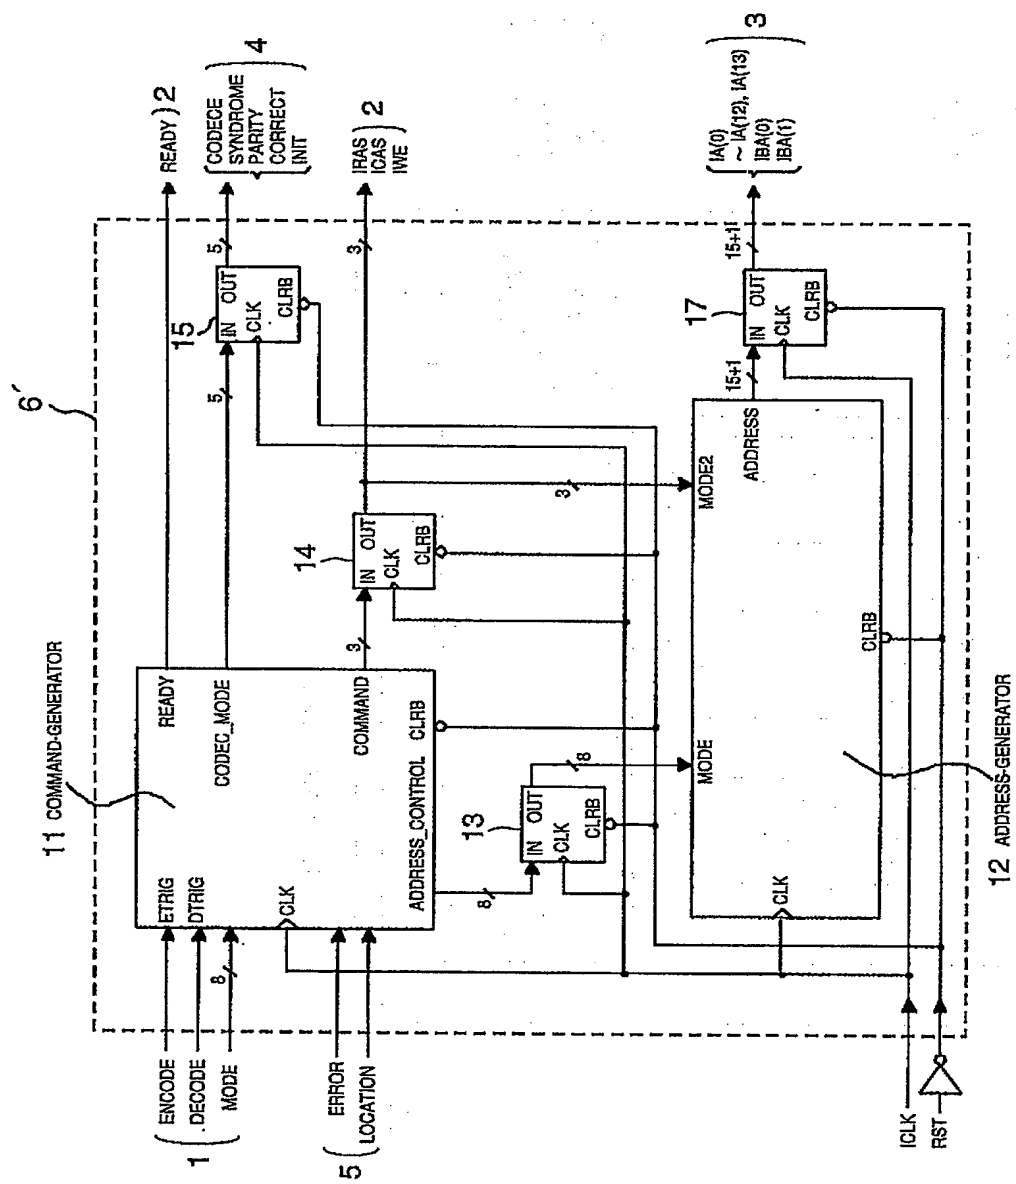 6′
11 COMMAND-GENERATOR
ENCODE
DECODE
MODE
8
1
ERROR
LOCATION
5
ETRIG
DTRIG
CLK
READY
CODEC_MODE
COMMAND
ADDRESS_CONTROL
CLRB
READY
2
5
15
IN
OUT
CLK
CLRB
5
CODECE
SYNDROME
PARITY
CORRECT
INIT
4
3
14
IN
OUT
CLK
CLRB
3
IRAS
ICAS
IWE
2
8
13
IN
OUT
CLK
CLRB
8
3
MODE
MODE2
CLK
CLRB
ADDRESS
12 ADDRESS-GENERATOR
15+1
17
IN
OUT
CLK
CLRB
15+1
IA(0)
~ IA(12), IA(13)
IBA(0)
IBA(1)
3
ICLK
RST